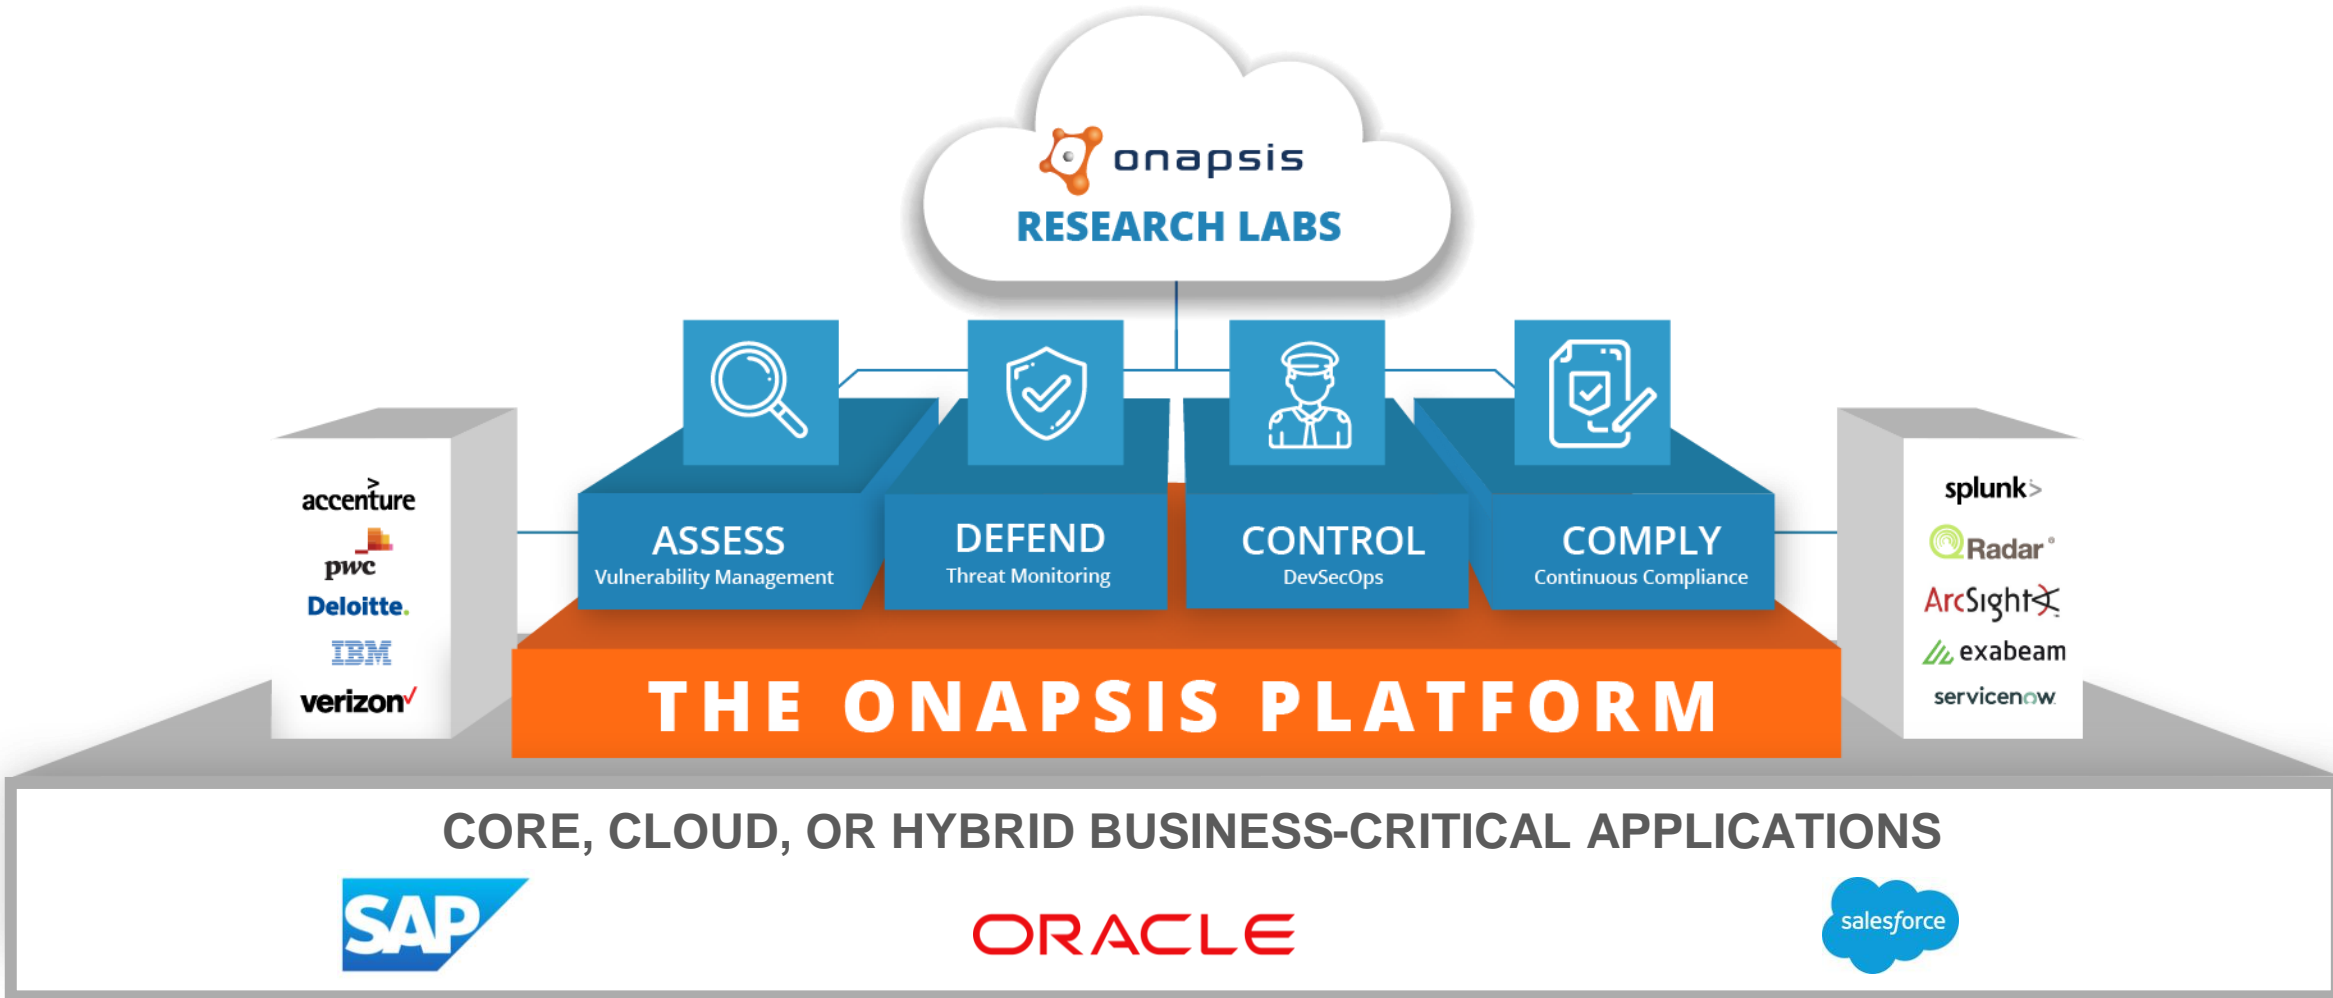 onapsis
RESEARCH LABS
accenture
pwc
Deloitte.
IBM
verizon
ASSESS
Vulnerability Management
DEFEND
Threat Monitoring
CONTROL
DevSecOps
COMPLY
Continuous Compliance
splunk>
QRadar®
ArcSight
exabeam
servicenow
THE ONAPSIS PLATFORM
CORE, CLOUD, OR HYBRID BUSINESS-CRITICAL APPLICATIONS
SAP
ORACLE
salesforce